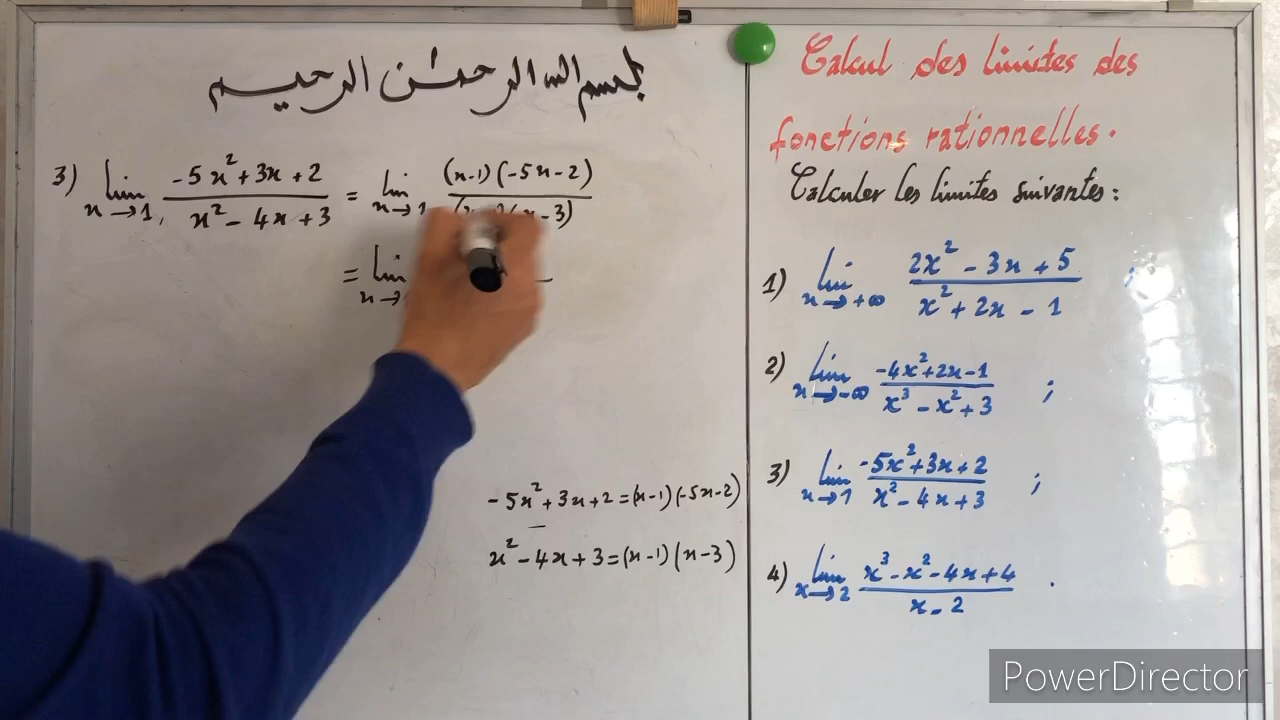 بسم الله الرحمن الرحيم
3) lim x→1 (-5x²+3x+2)/(x²-4x+3) = lim x→1 (x-1)(-5x-2)/(x-3)
= lim x→
-5x²+3x+2=(x-1)(-5x-2)
x²-4x+3=(x-1)(x-3)
Calcul des limites des
fonctions rationnelles.
Calculer les limites suivantes:
1) lim x→+∞ (2x²-3x+5)/(x²+2x-1) ;
2) lim x→-∞ (-4x²+2x-1)/(x³-x²+3) ;
3) lim x→1 (-5x²+3x+2)/(x²-4x+3) ;
4) lim x→2 (x³-x²-4x+4)/(x-2) .
PowerDirector